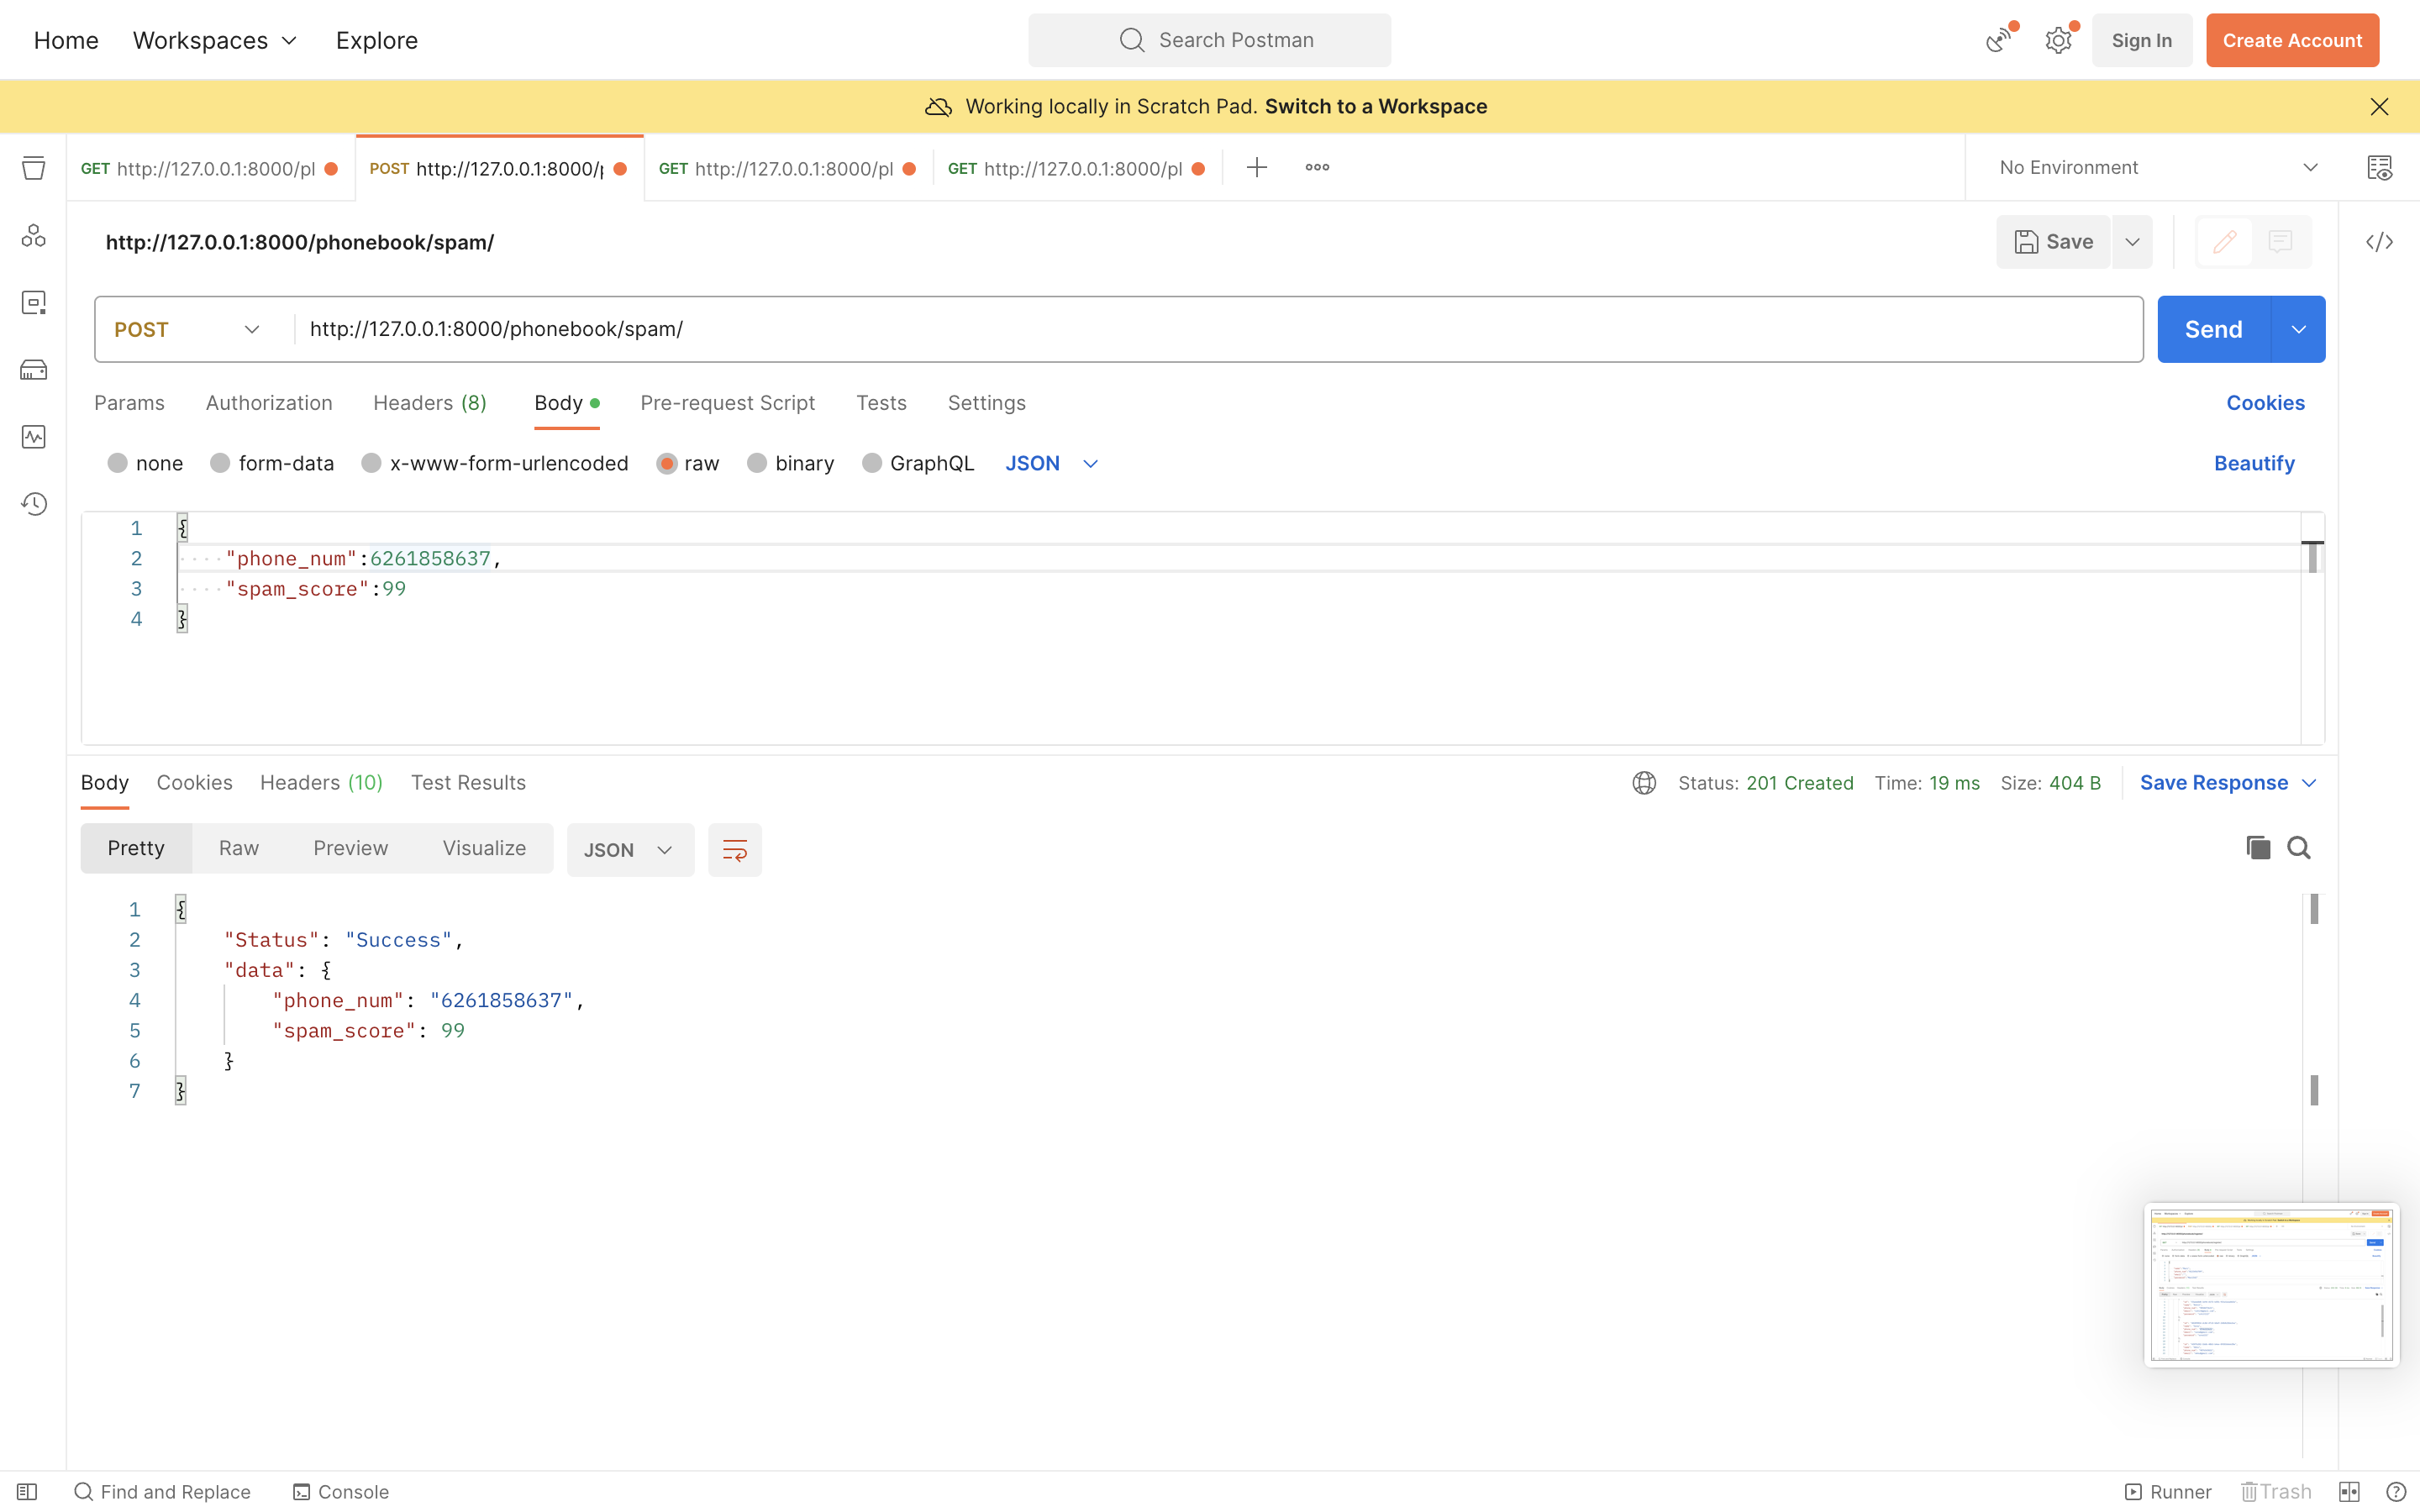 Home Workspaces Explore Search Postman Sign In Create Account
Working locally in Scratch Pad. Switch to a Workspace
GET http://127.0.0.1:8000/pl POST http://127.0.0.1:8000/p GET http://127.0.0.1:8000/pl GET http://127.0.0.1:8000/pl No Environment
http://127.0.0.1:8000/phonebook/spam/ Save
POST http://127.0.0.1:8000/phonebook/spam/ Send
Params Authorization Headers (8) Body Pre-request Script Tests Settings Cookies
none form-data x-www-form-urlencoded raw binary GraphQL JSON Beautify
1 {
2 "phone_num":6261858637,
3 "spam_score":99
4 }
Body Cookies Headers (10) Test Results Status: 201 Created Time: 19 ms Size: 404 B Save Response
Pretty Raw Preview Visualize JSON
1 {
2 "Status": "Success",
3 "data": {
4 "phone_num": "6261858637",
5 "spam_score": 99
6 }
7 }
Find and Replace Console Runner Trash